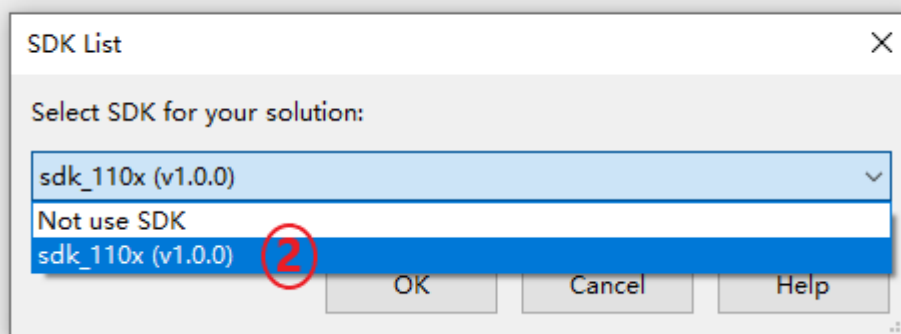 SDK List
Select SDK for your solution:
sdk_110x (v1.0.0)
Not use SDK
sdk_110x (v1.0.0) 2
OK Cancel Help